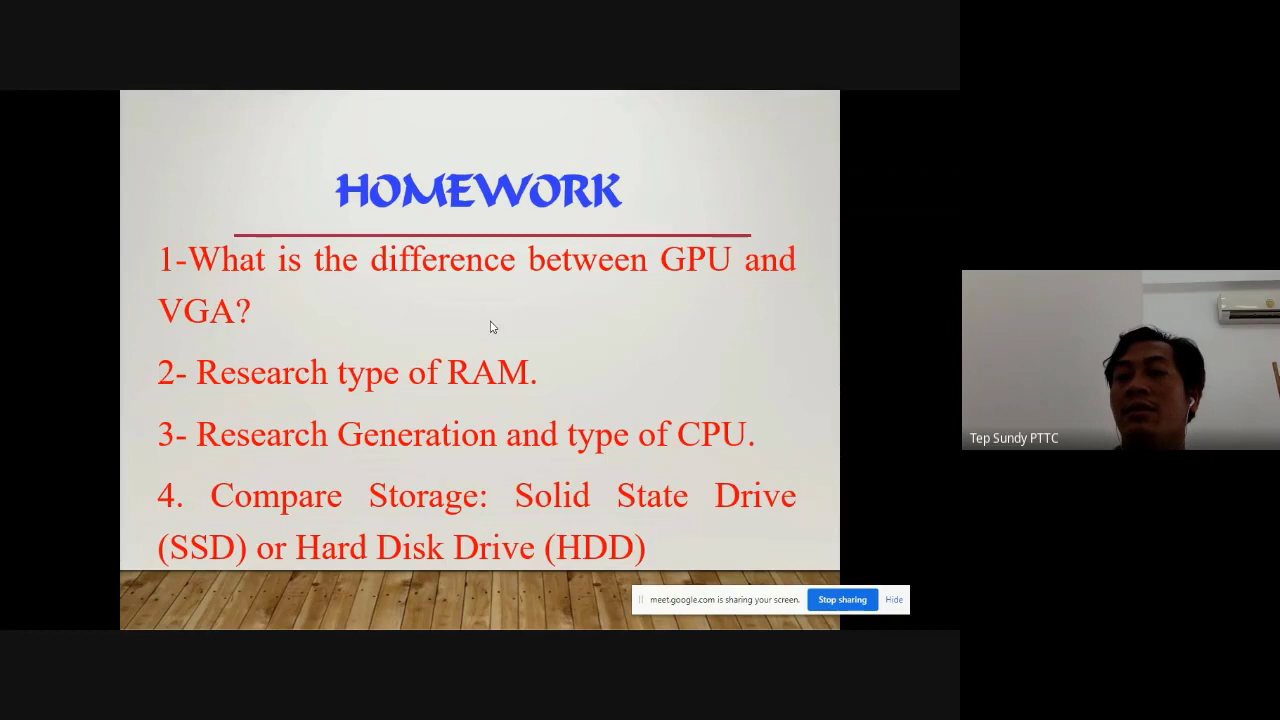 HOMEWORK
1-What is the difference between GPU and
VGA?
2- Research type of RAM.
3- Research Generation and type of CPU.
4. Compare Storage: Solid State Drive
(SSD) or Hard Disk Drive (HDD)
meet.google.com is sharing your screen. Stop sharing Hide
Tep Sundy PTTC